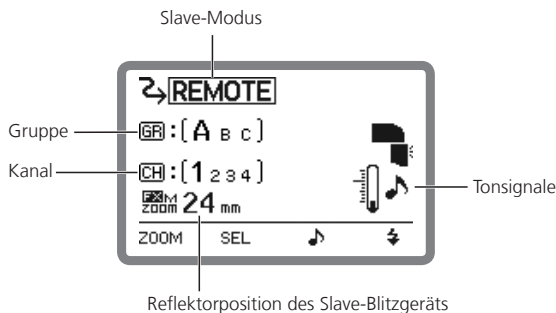 Slave-Modus
REMOTE
Gruppe
GR : [ A B C ]
Kanal
CH : [ 1 2 3 4 ]
Tonsignale
FX M
ZOOM 24 mm
ZOOM SEL ♪
Reflektorposition des Slave-Blitzgeräts